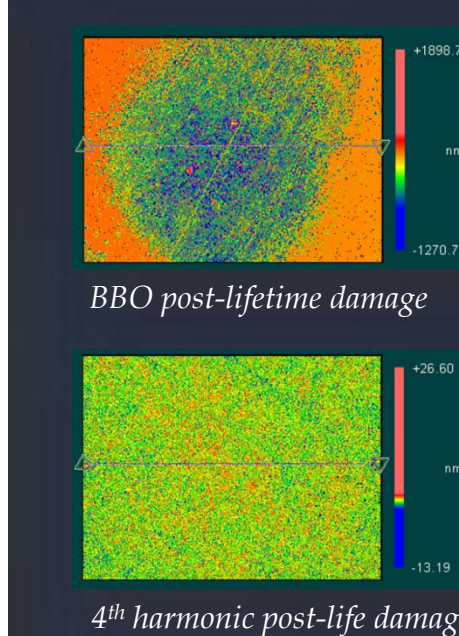 +1898.7
nm
-1270.7
BBO post-lifetime damage
+26.60
nm
-13.19
4th harmonic post-life damag